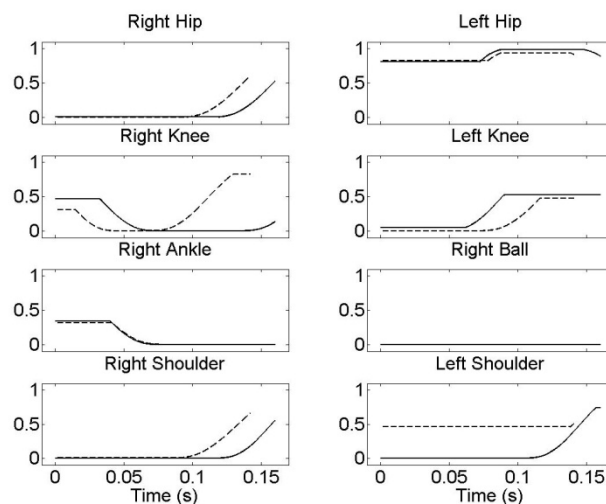 Right Hip
Left Hip
1
0.5
0
1
0.5
0
Right Knee
Left Knee
1
0.5
0
1
0.5
0
Right Ankle
Right Ball
1
0.5
0
1
0.5
0
Right Shoulder
Left Shoulder
1
0.5
0
1
0.5
0
0 0.05 0.1 0.15
0 0.05 0.1 0.15
Time (s)
Time (s)